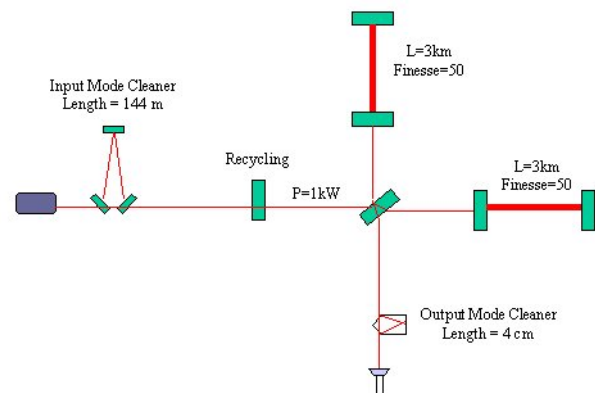 L=3km
Finesse=50
Input Mode Cleaner
Length = 144 m
Recycling
P=1kW
L=3km
Finesse=50
Output Mode Cleaner
Length = 4 cm